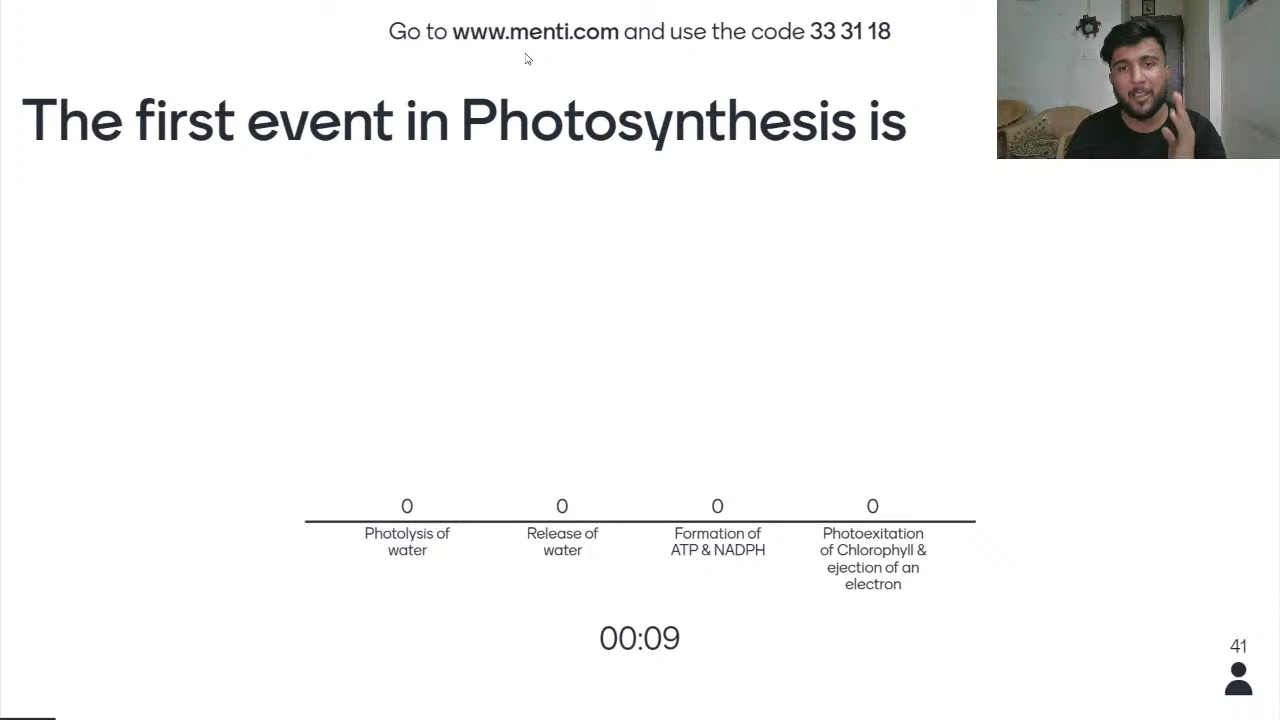 Go to www.menti.com and use the code 33 31 18
The first event in Photosynthesis is
0 0 0 0
Photolysis of
water
Release of
water
Formation of
ATP & NADPH
Photoexitation
of Chlorophyll &
ejection of an
electron
00:09
41